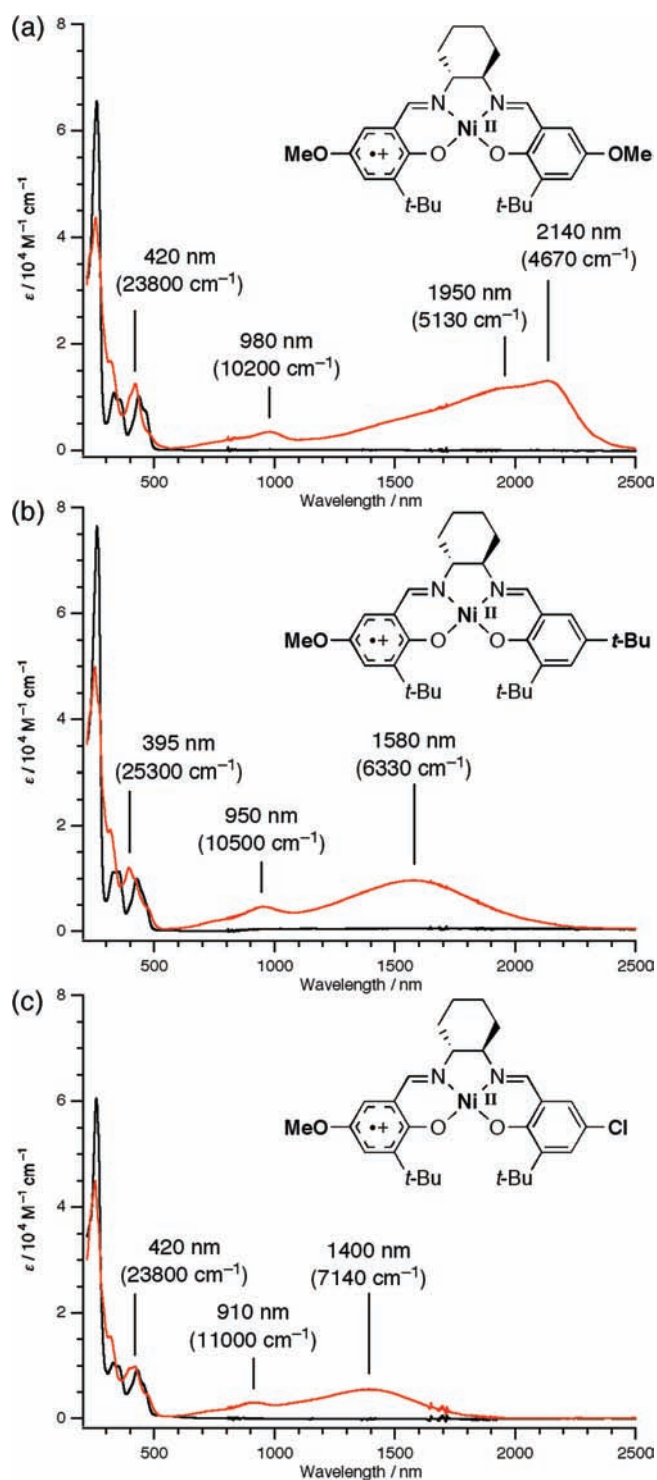 (a)
8
6
4
2
0
ε / 10⁴ M⁻¹ cm⁻¹
N
N
Ni II
MeO
•+
O
O
OMe
t-Bu
t-Bu
420 nm
(23800 cm⁻¹)
980 nm
(10200 cm⁻¹)
1950 nm
(5130 cm⁻¹)
2140 nm
(4670 cm⁻¹)
500 1000 1500 2000 2500
Wavelength / nm
(b)
8
6
4
2
0
ε / 10⁴ M⁻¹ cm⁻¹
N
N
Ni II
MeO
•+
O
O
t-Bu
t-Bu
t-Bu
395 nm
(25300 cm⁻¹)
950 nm
(10500 cm⁻¹)
1580 nm
(6330 cm⁻¹)
500 1000 1500 2000 2500
Wavelength / nm
(c)
8
6
4
2
0
ε / 10⁴ M⁻¹ cm⁻¹
N
N
Ni II
MeO
•+
O
O
Cl
t-Bu
t-Bu
420 nm
(23800 cm⁻¹)
910 nm
(11000 cm⁻¹)
1400 nm
(7140 cm⁻¹)
500 1000 1500 2000 2500
Wavelength / nm